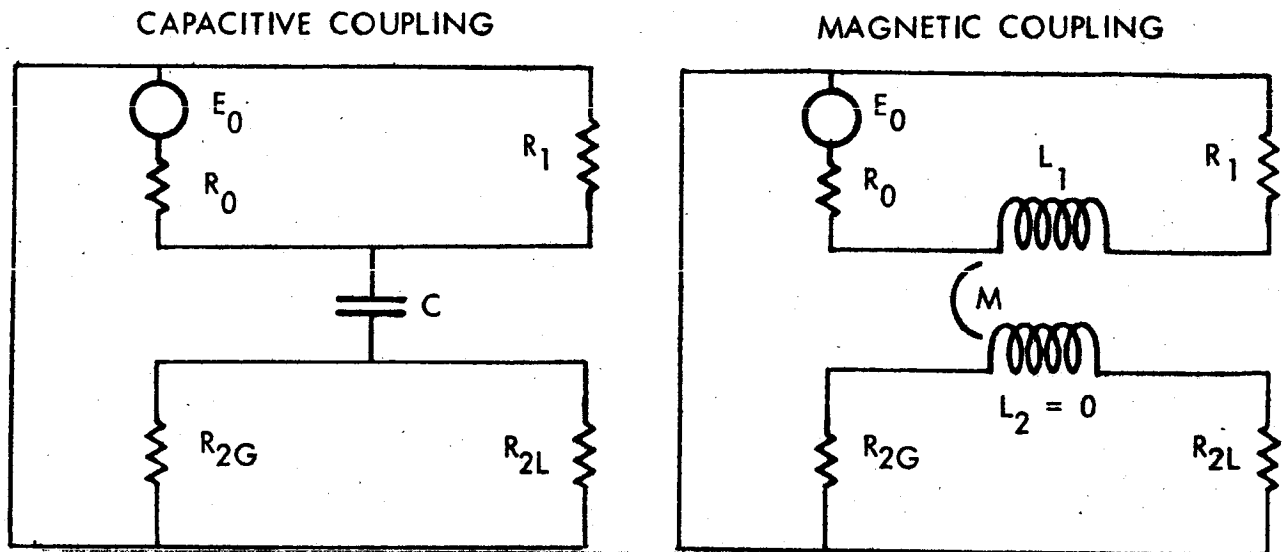 CAPACITIVE COUPLING
E0
R0
R1
C
R2G
R2L
MAGNETIC COUPLING
E0
R0
L1
R1
M
L2 = 0
R2G
R2L